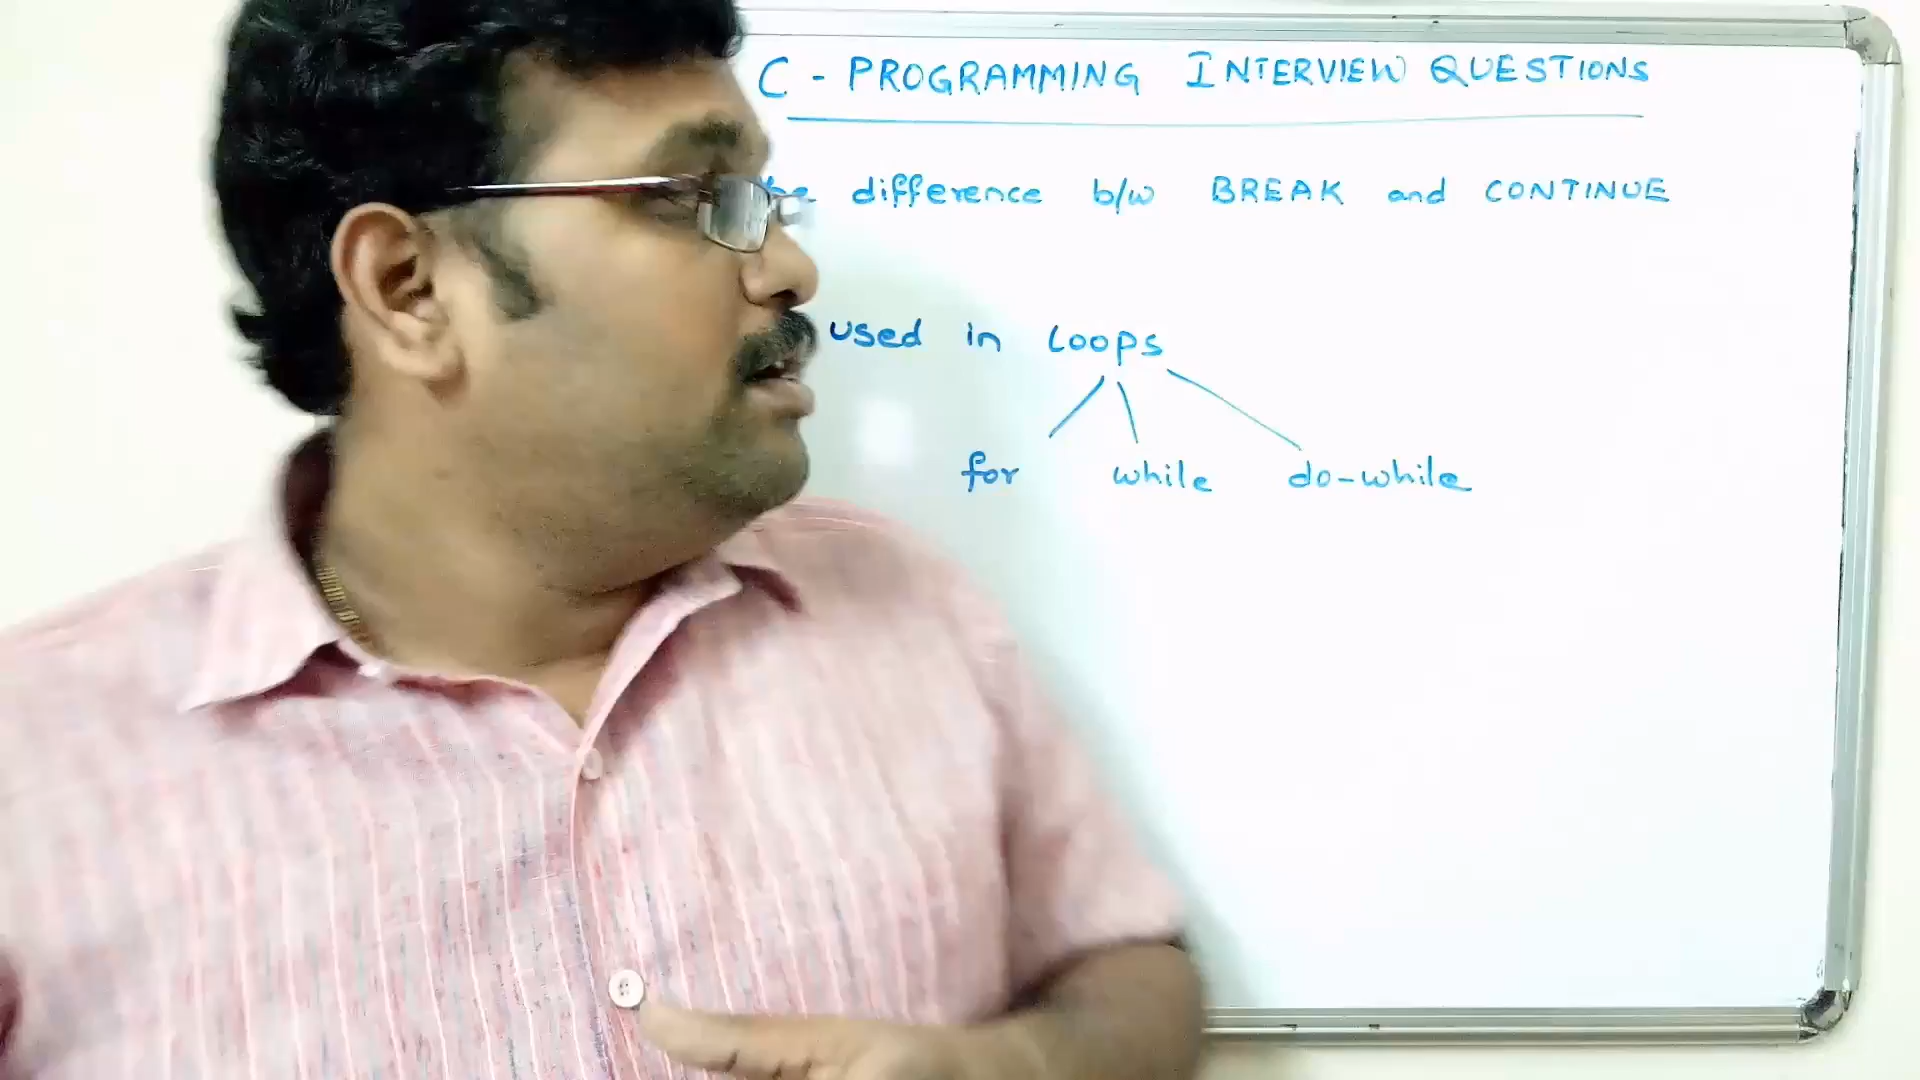 C - PROGRAMMING INTERVIEW QUESTIONS
difference b/w BREAK and CONTINUE
used in Loops
for while do-while